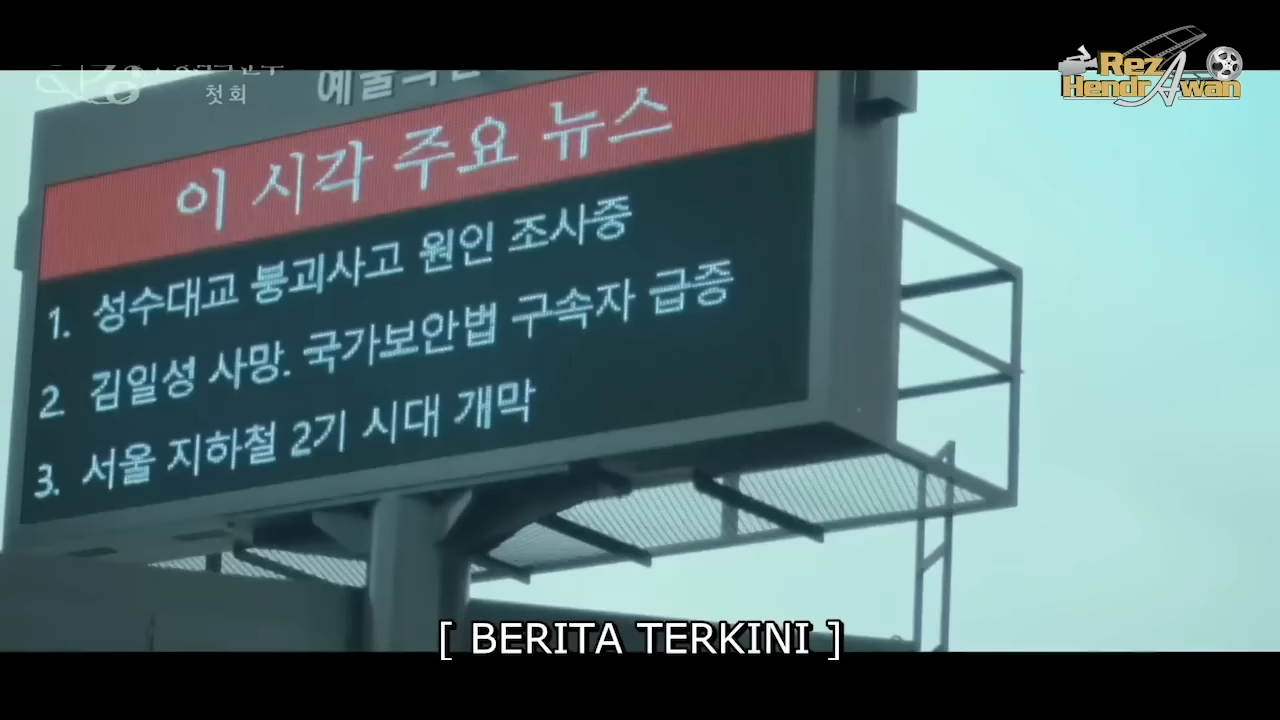 첫회
Rez
HendrAwan
이 시각 주요 뉴스
1. 성수대교 붕괴사고 원인 조사중
2. 김일성 사망. 국가보안법 구속자 급증
3. 서울 지하철 2기 시대 개막
[ BERITA TERKINI ]